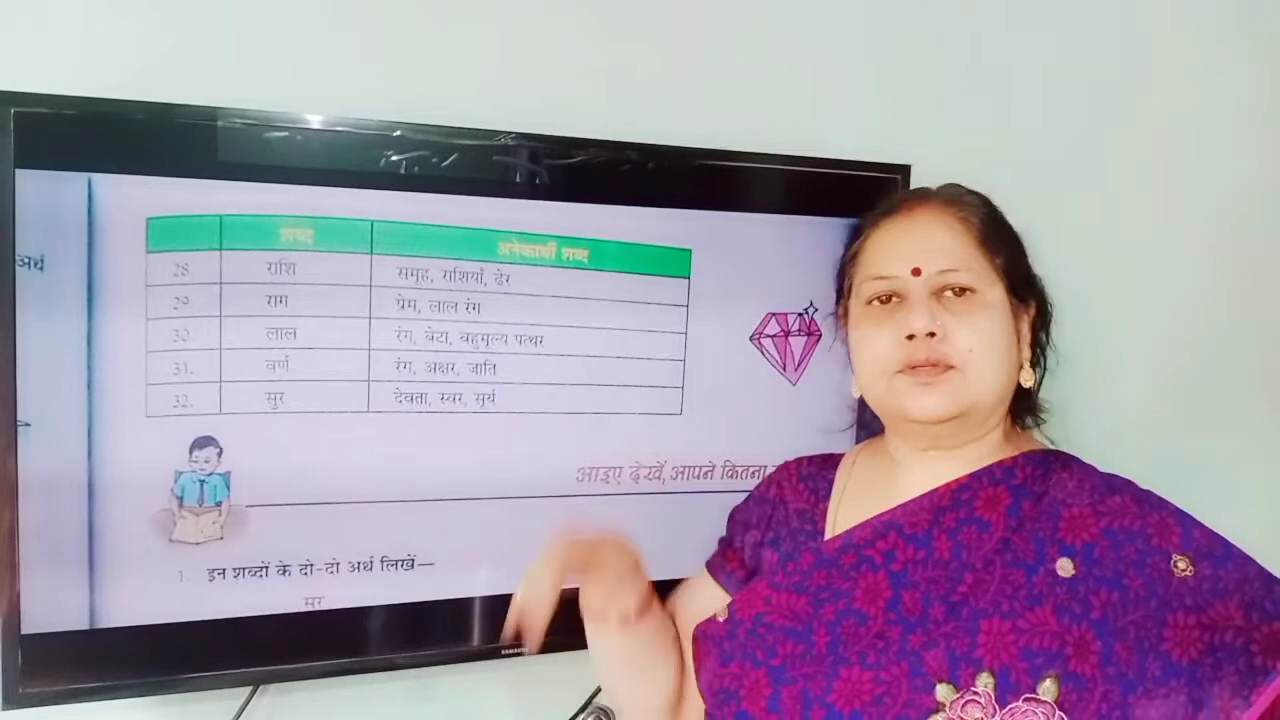 अर्थ
शब्द अनेकार्थी शब्द
28. राशि समूह, राशियाँ, ढेर
29. राग प्रेम, लाल रंग
30. लाल रंग, बेटा, बहुमूल्य पत्थर
31. वर्ण रंग, अक्षर, जाति
32. सुर देवता, स्वर, सूर्य
आइए देखें, आपने कितना
1. इन शब्दों के दो-दो अर्थ लिखें—
सुर
SAMSUNG